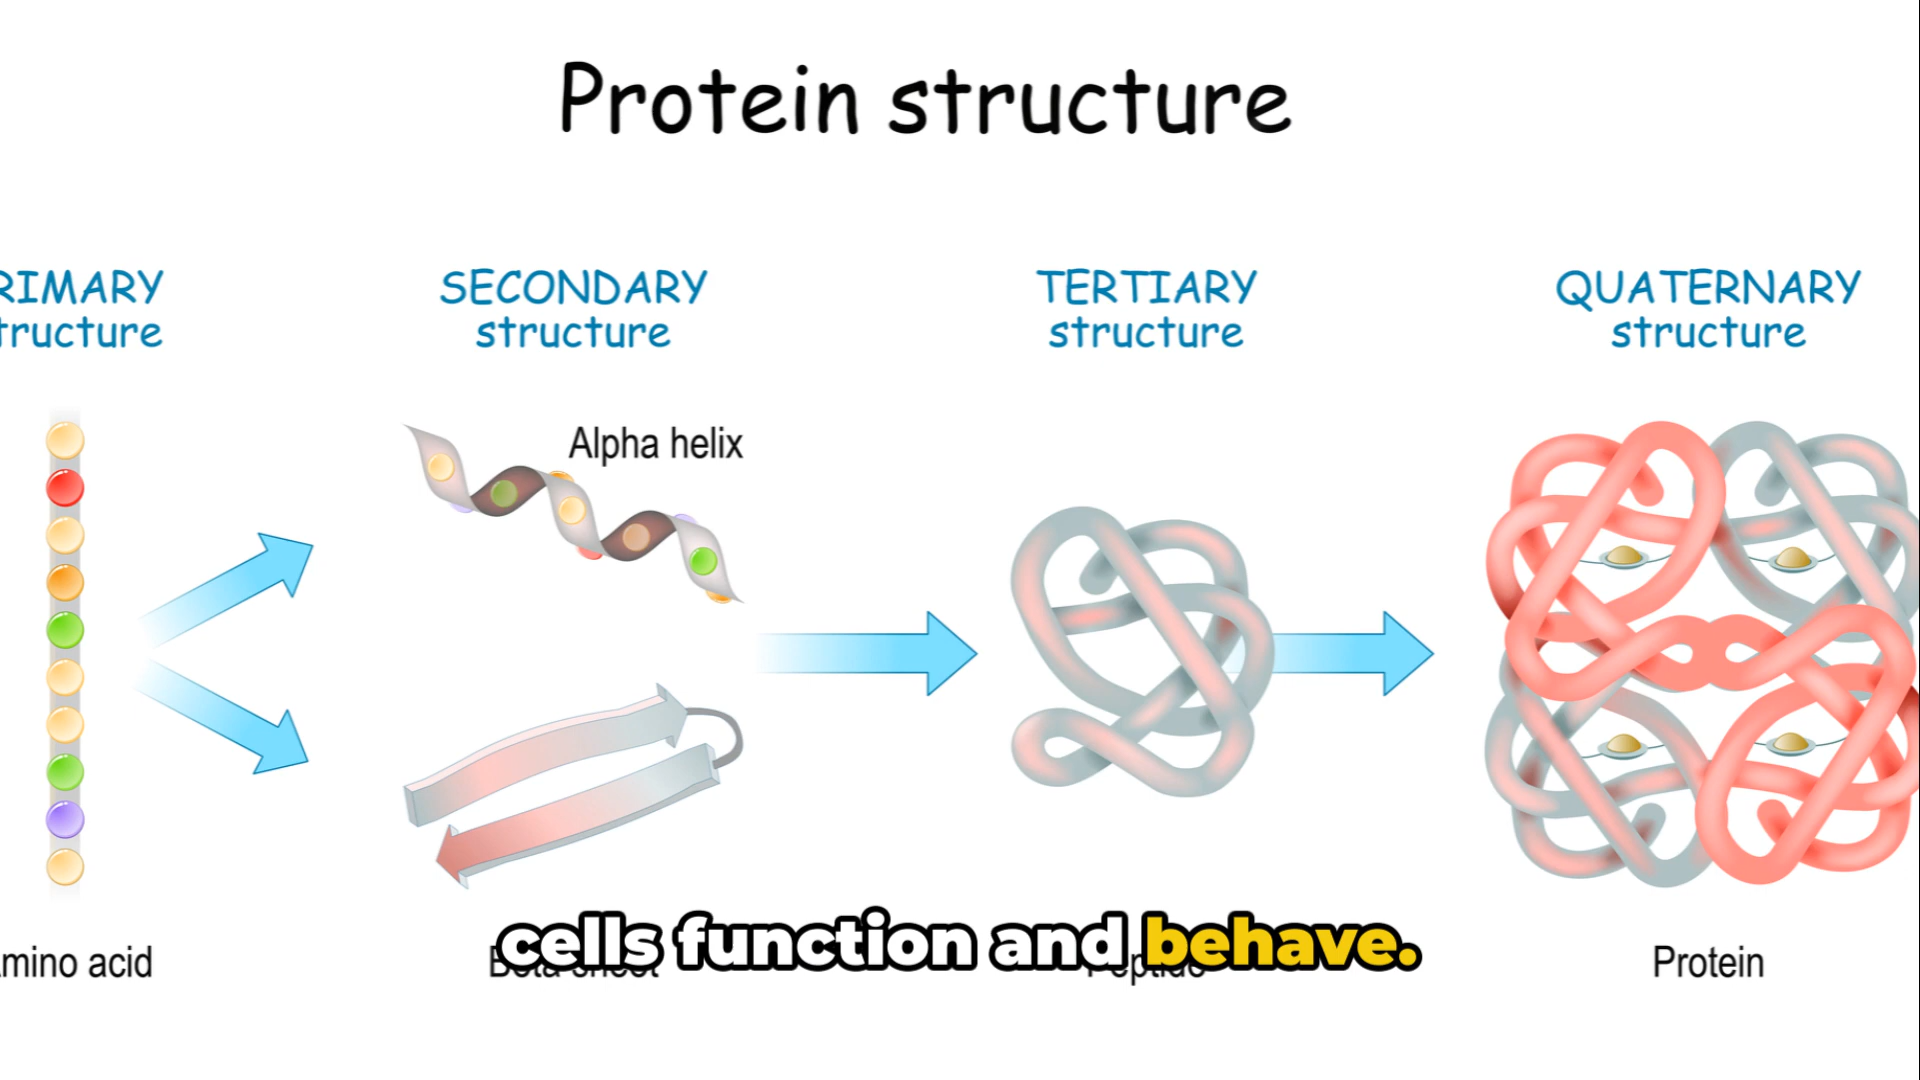 Protein structure
RIMARY
tructure
SECONDARY
structure
TERTIARY
structure
QUATERNARY
structure
Alpha helix
mino acid
cells function and behave.
Protein